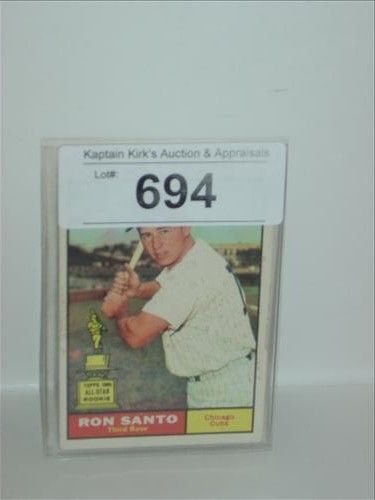 Kaptain Kirk's Auction & Appraisals
Lot#:
694
TOPPS 1960
ALL-STAR
ROOKIE
RON SANTO
Third Base
Chicago
Cubs